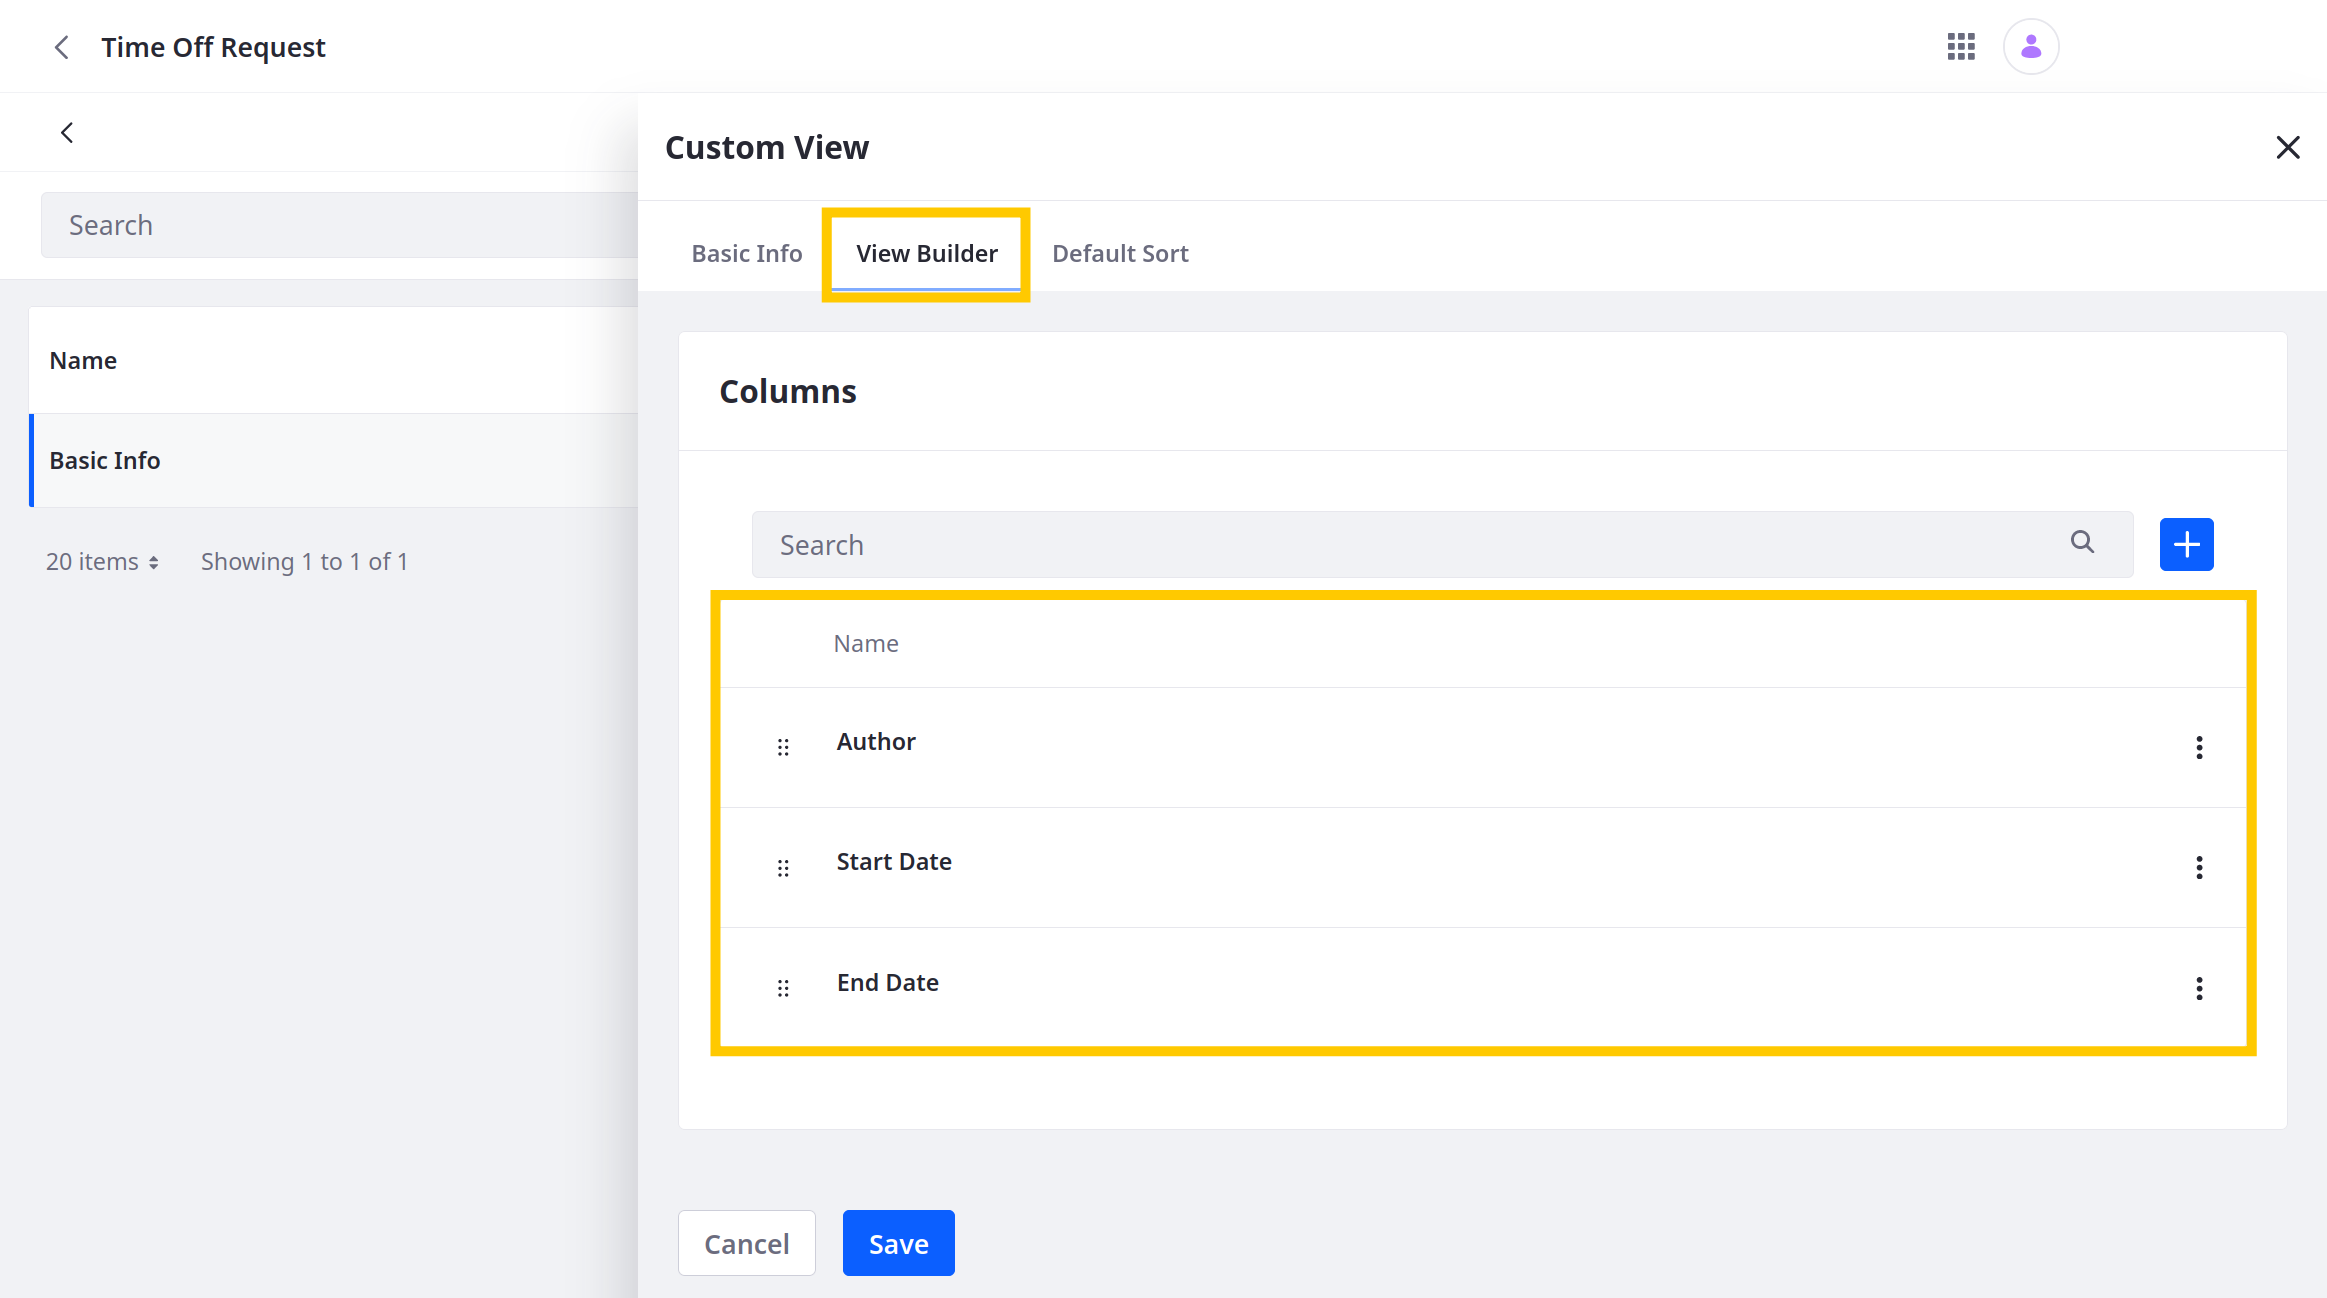 Time Off Request
Custom View
Search
Basic Info
View Builder
Default Sort
Name
Basic Info
20 items
Showing 1 to 1 of 1
Columns
Search
Name
Author
Start Date
End Date
Cancel
Save